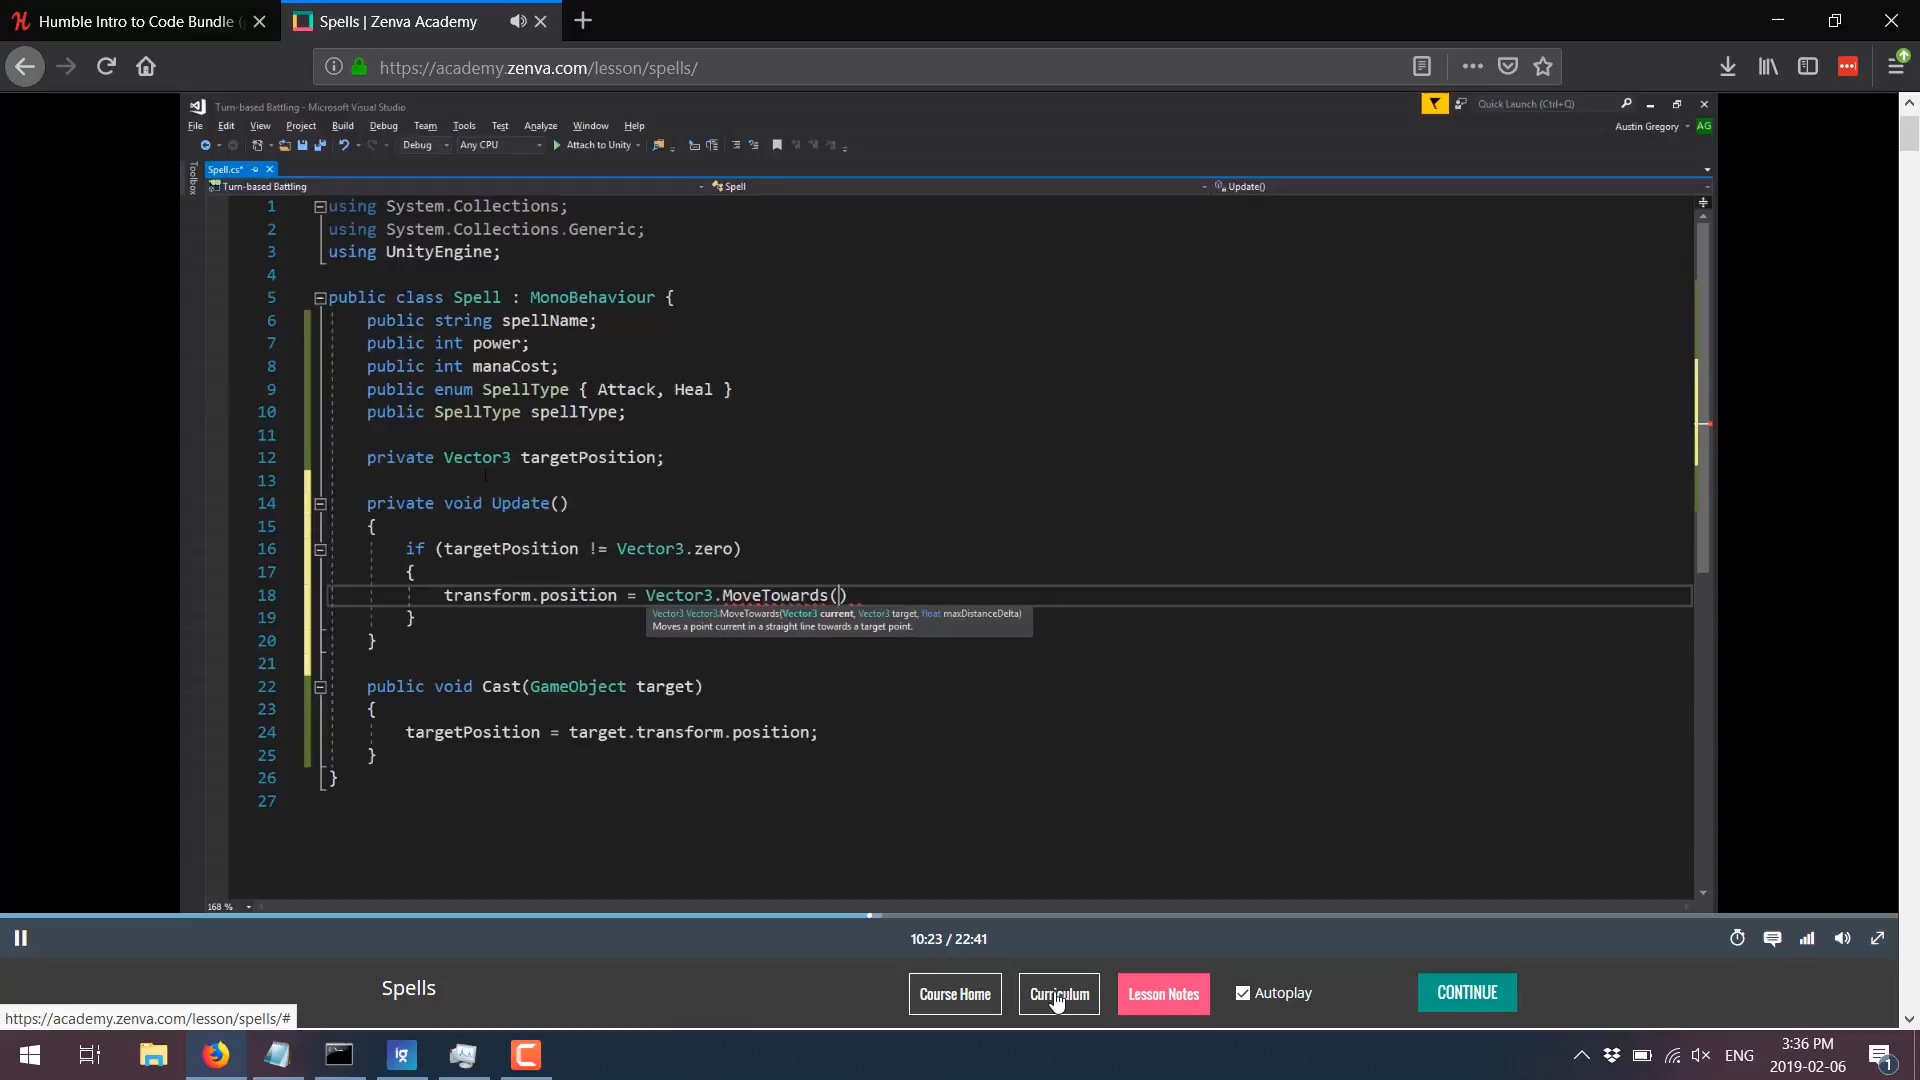 Humble Intro to Code Bundle (
Spells | Zenva Academy
https://academy.zenva.com/lesson/spells/
Turn-based Battling - Microsoft Visual Studio
Quick Launch (Ctrl+Q)
File Edit View Project Build Debug Team Tools Test Analyze Window Help
Austin Gregory AG
Debug Any CPU Attach to Unity
Toolbox
Spell.cs*
Turn-based Battling Spell Update()
1 using System.Collections;
2 using System.Collections.Generic;
3 using UnityEngine;
4
5 public class Spell : MonoBehaviour {
6 public string spellName;
7 public int power;
8 public int manaCost;
9 public enum SpellType { Attack, Heal }
10 public SpellType spellType;
11
12 private Vector3 targetPosition;
13
14 private void Update()
15 {
16 if (targetPosition != Vector3.zero)
17 {
18 transform.position = Vector3.MoveTowards()
Vector3 Vector3.MoveTowards(Vector3 current, Vector3 target, float maxDistanceDelta)
Moves a point current in a straight line towards a target point.
19 }
20 }
21
22 public void Cast(GameObject target)
23 {
24 targetPosition = target.transform.position;
25 }
26 }
27
168 %
10:23 / 22:41
Spells
Course Home
Curriculum
Lesson Notes
Autoplay
CONTINUE
https://academy.zenva.com/lesson/spells/#
ig
ENG
3:36 PM
2019-02-06
1